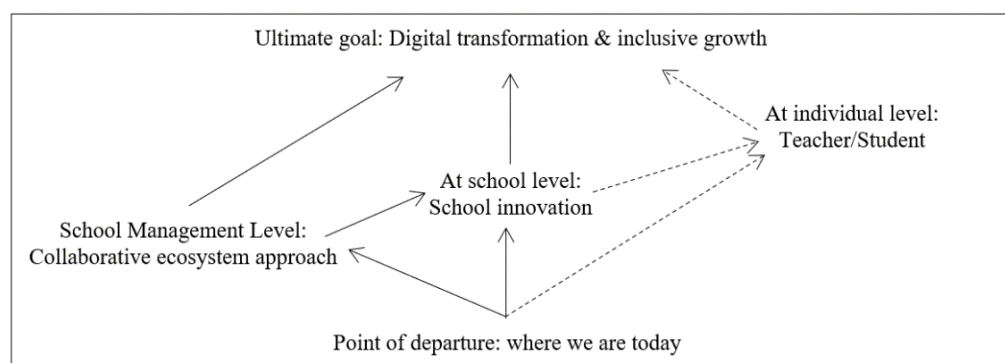 Ultimate goal: Digital transformation & inclusive growth
At individual level:
Teacher/Student
At school level:
School innovation
School Management Level:
Collaborative ecosystem approach
Point of departure: where we are today